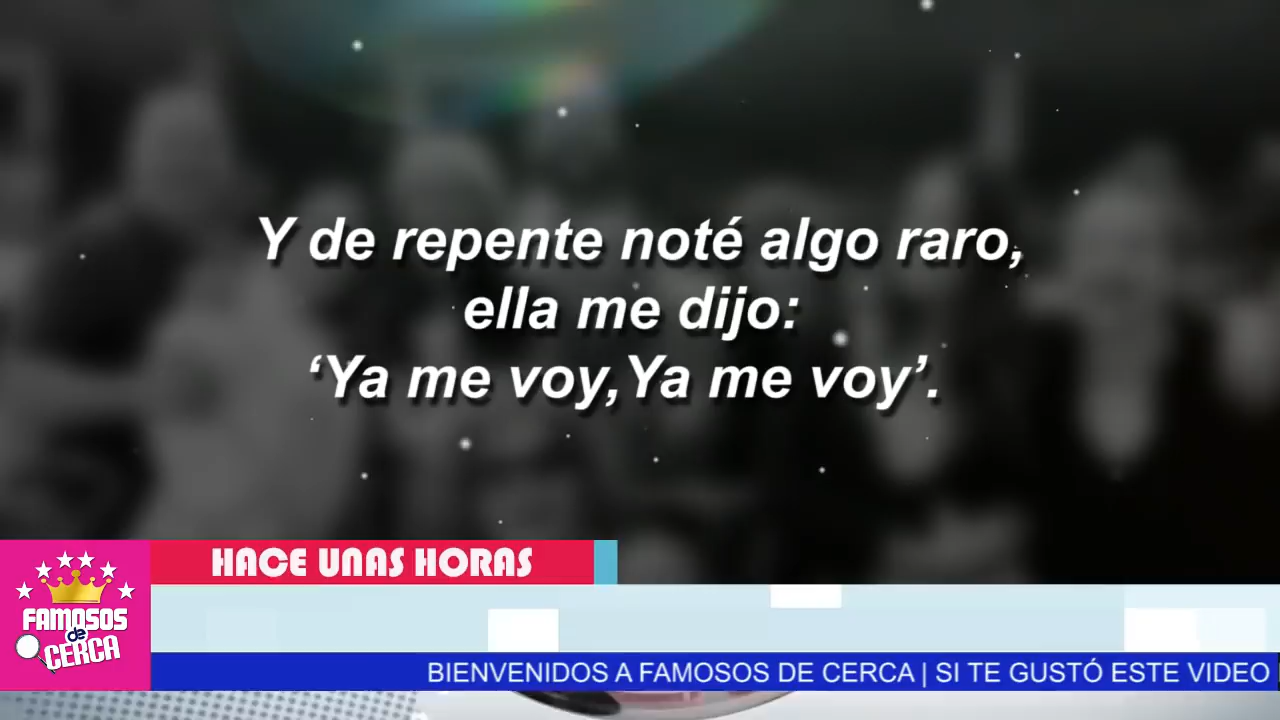 Y de repente noté algo raro,
ella me dijo:
‘Ya me voy,Ya me voy’.
HACE UNAS HORAS
FAMOSOS
de
CERCA
BIENVENIDOS A FAMOSOS DE CERCA | SI TE GUSTÓ ESTE VIDEO